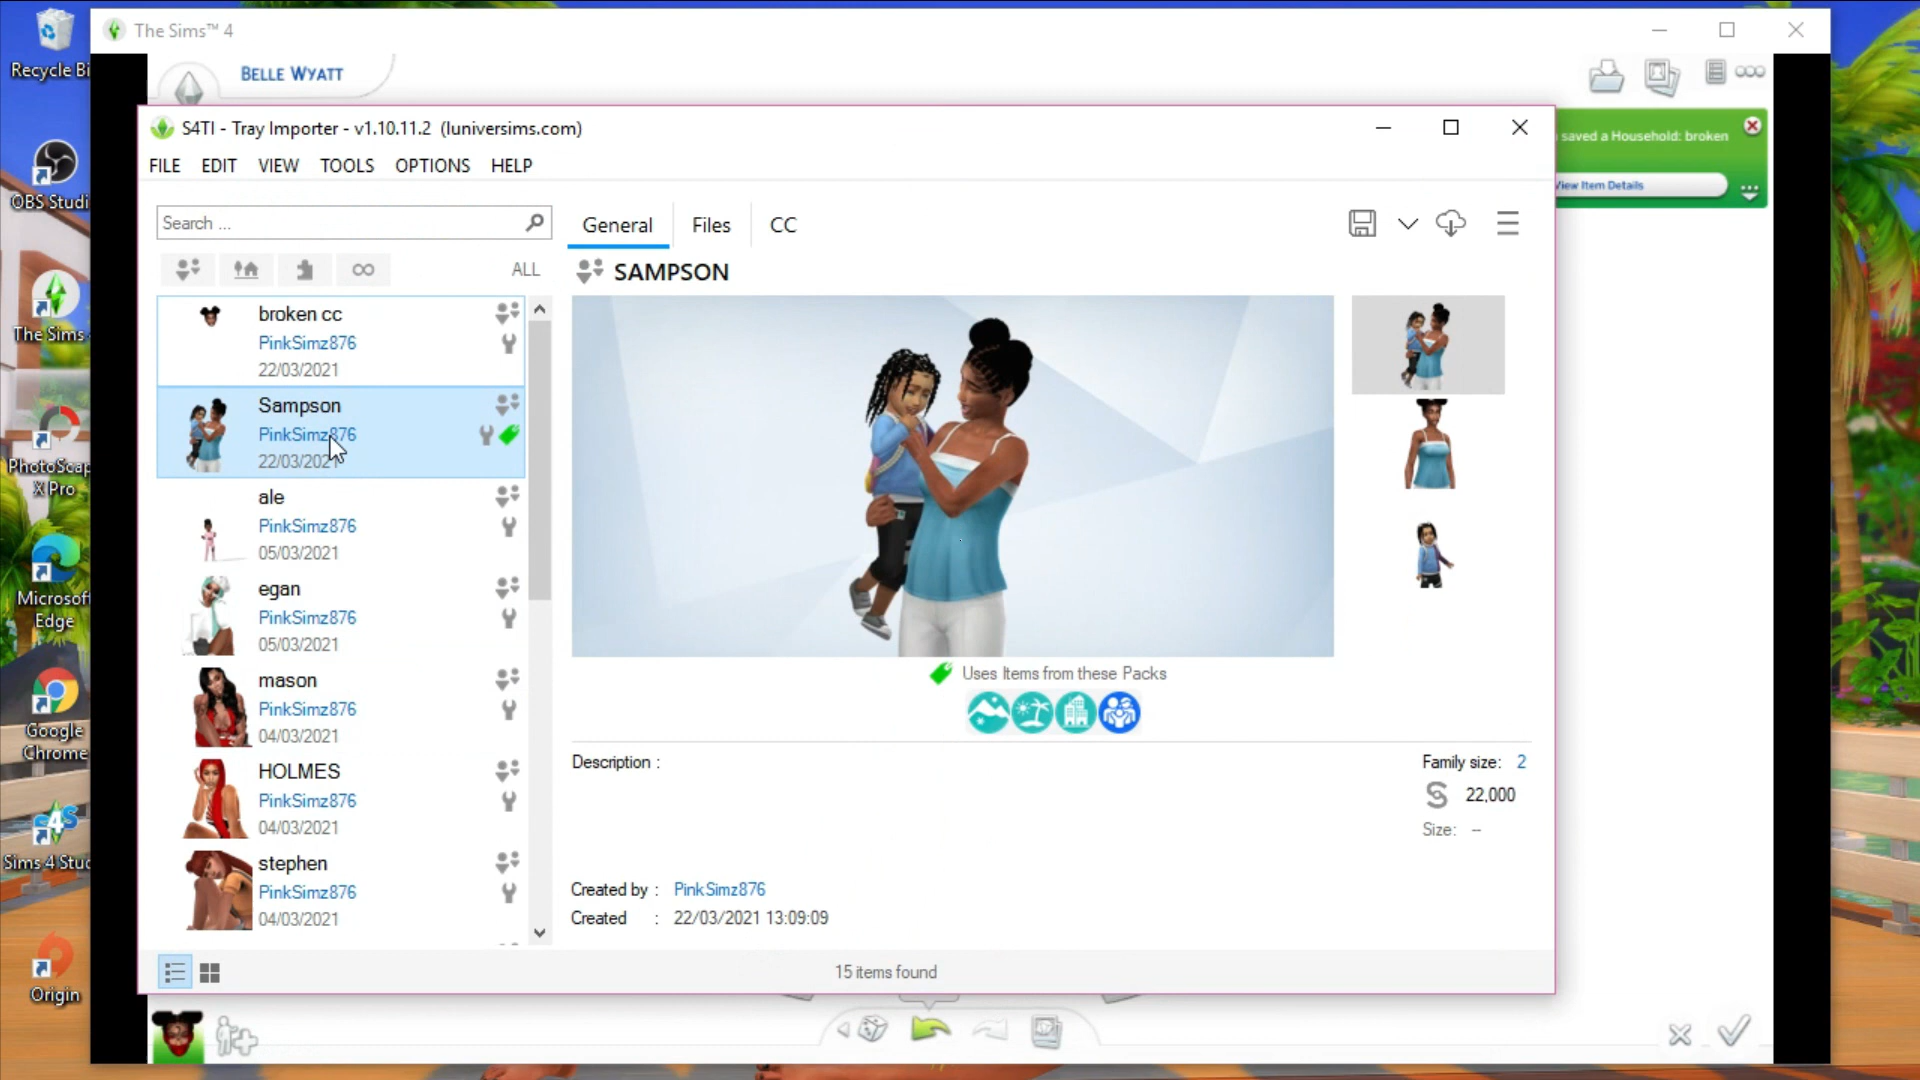 The Sims™ 4
Recycle Bi
BELLE WYATT
S4TI - Tray Importer - v1.10.11.2 (luniversims.com)
saved a Household: broken
View Item Details
FILE EDIT VIEW TOOLS OPTIONS HELP
OBS Studi
Search ...
General Files CC
ALL
SAMPSON
broken cc
PinkSimz876
22/03/2021
The Sims
Sampson
PinkSimz876
22/03/2021
PhotoScap
X Pro
ale
PinkSimz876
05/03/2021
egan
PinkSimz876
05/03/2021
Microsoft
Edge
mason
PinkSimz876
04/03/2021
Uses Items from these Packs
Google
Chrome
HOLMES
PinkSimz876
04/03/2021
Description :
Family size: 2
22,000
Size: --
Sims 4 Stud
stephen
PinkSimz876
04/03/2021
Created by : PinkSimz876
Created : 22/03/2021 13:09:09
15 items found
Origin